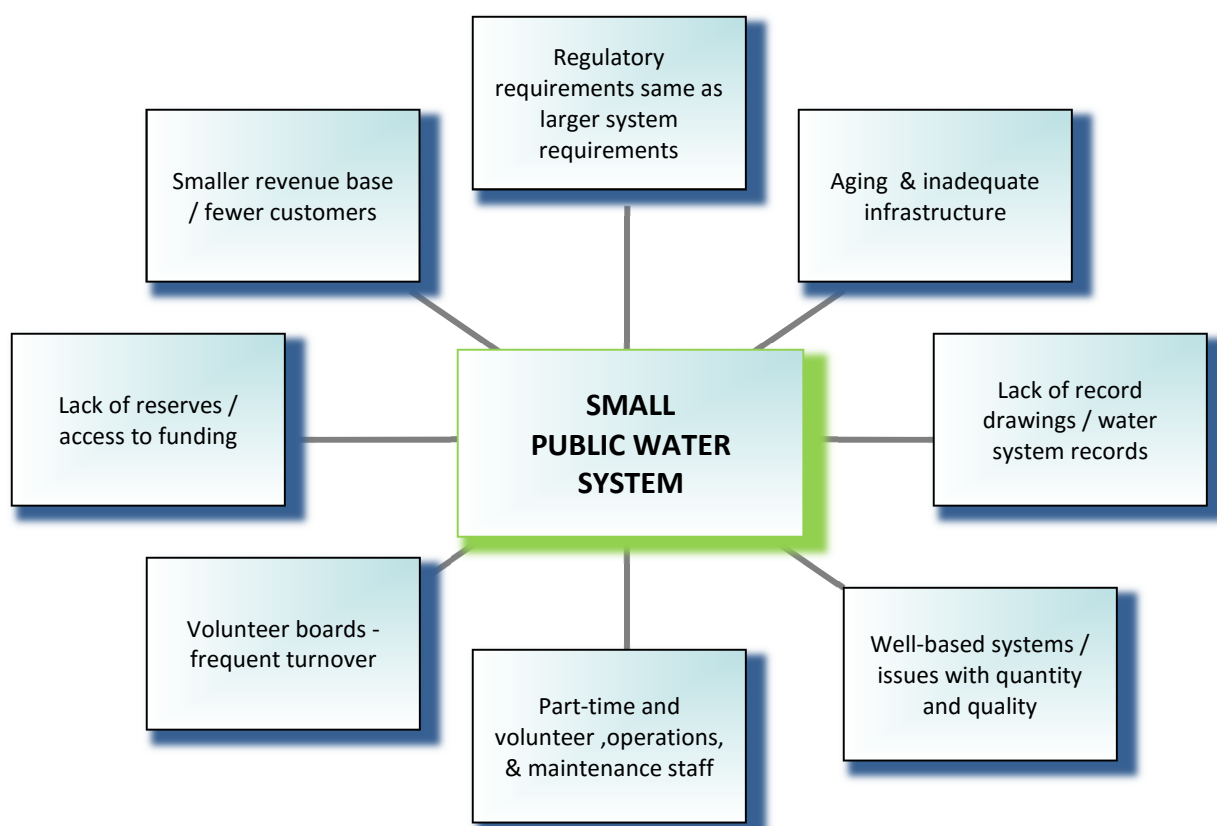 Regulatory
requirements same as
larger system
requirements
Smaller revenue base
/ fewer customers
Aging & inadequate
infrastructure
Lack of reserves /
access to funding
SMALL
PUBLIC WATER
SYSTEM
Lack of record
drawings / water
system records
Volunteer boards -
frequent turnover
Part-time and
volunteer ,operations,
& maintenance staff
Well-based systems /
issues with quantity
and quality